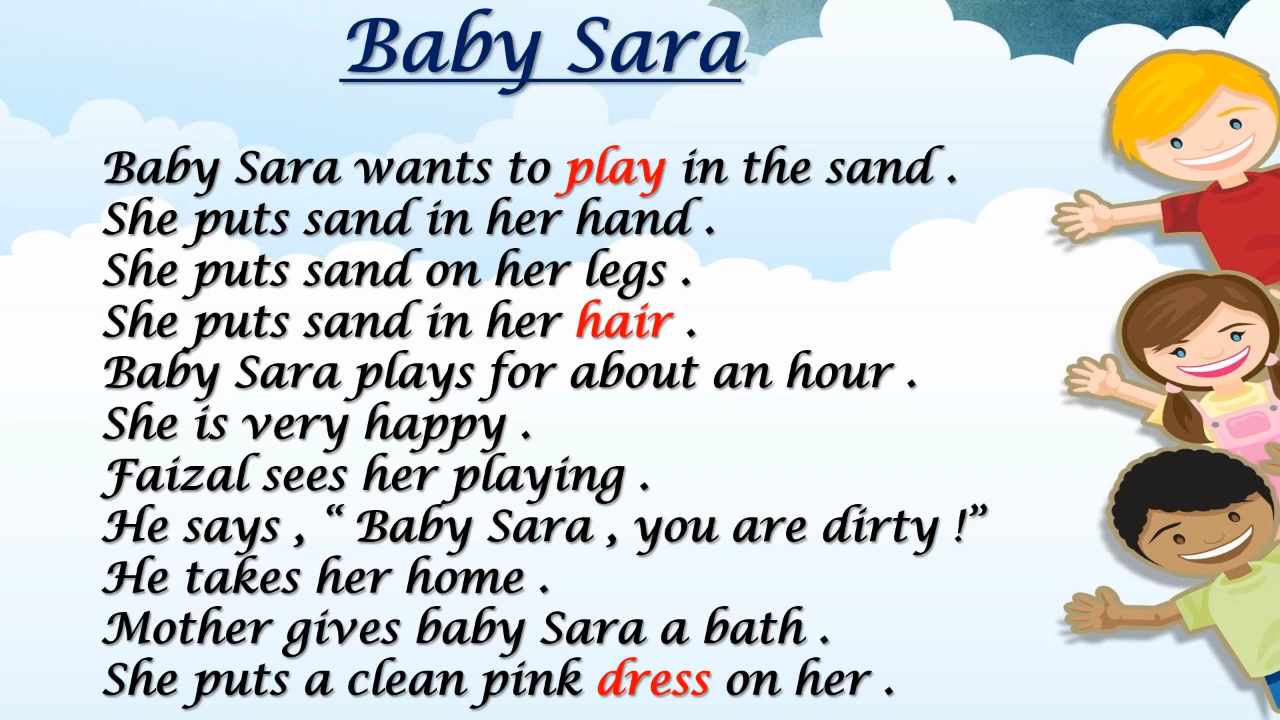 Baby Sara
Baby Sara wants to play in the sand .
She puts sand in her hand .
She puts sand on her legs .
She puts sand in her hair .
Baby Sara plays for about an hour .
She is very happy .
Faizal sees her playing .
He says , “ Baby Sara , you are dirty !”
He takes her home .
Mother gives baby Sara a bath .
She puts a clean pink dress on her .